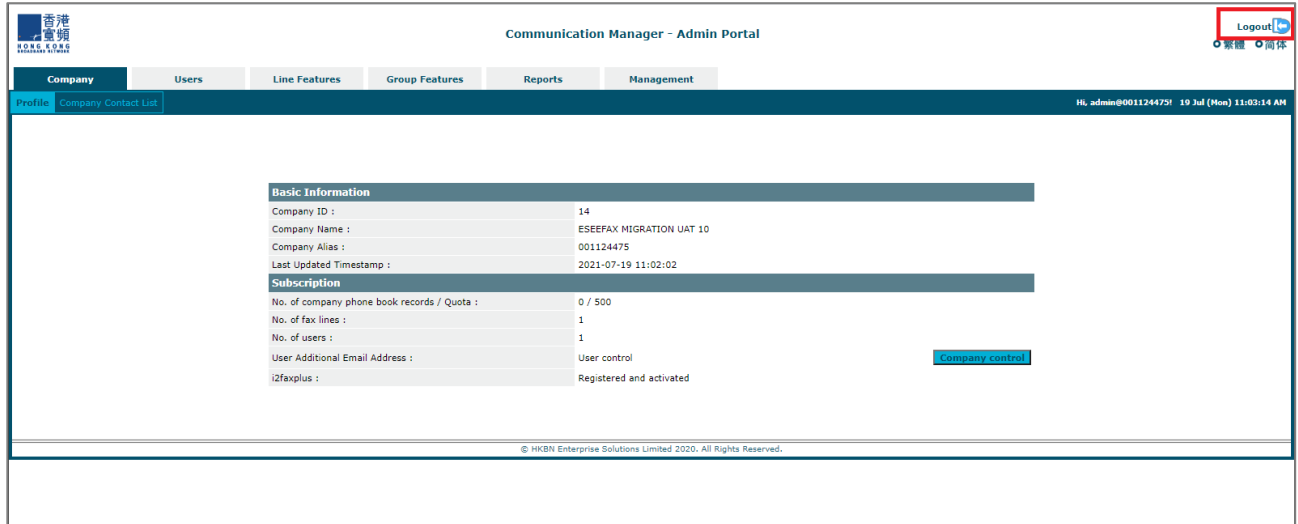 香港
寬頻
HONG KONG
BROADBAND NETWORK
Communication Manager - Admin Portal
Logout
繁體 简体
Company Users Line Features Group Features Reports Management
Profile Company Contact List
Hi, admin@001124475! 19 Jul (Mon) 11:03:14 AM
Basic Information
Company ID : 14
Company Name : ESEEFAX MIGRATION UAT 10
Company Alias : 001124475
Last Updated Timestamp : 2021-07-19 11:02:02
Subscription
No. of company phone book records / Quota : 0 / 500
No. of fax lines : 1
No. of users : 1
User Additional Email Address : User control Company control
i2faxplus : Registered and activated
© HKBN Enterprise Solutions Limited 2020. All Rights Reserved.